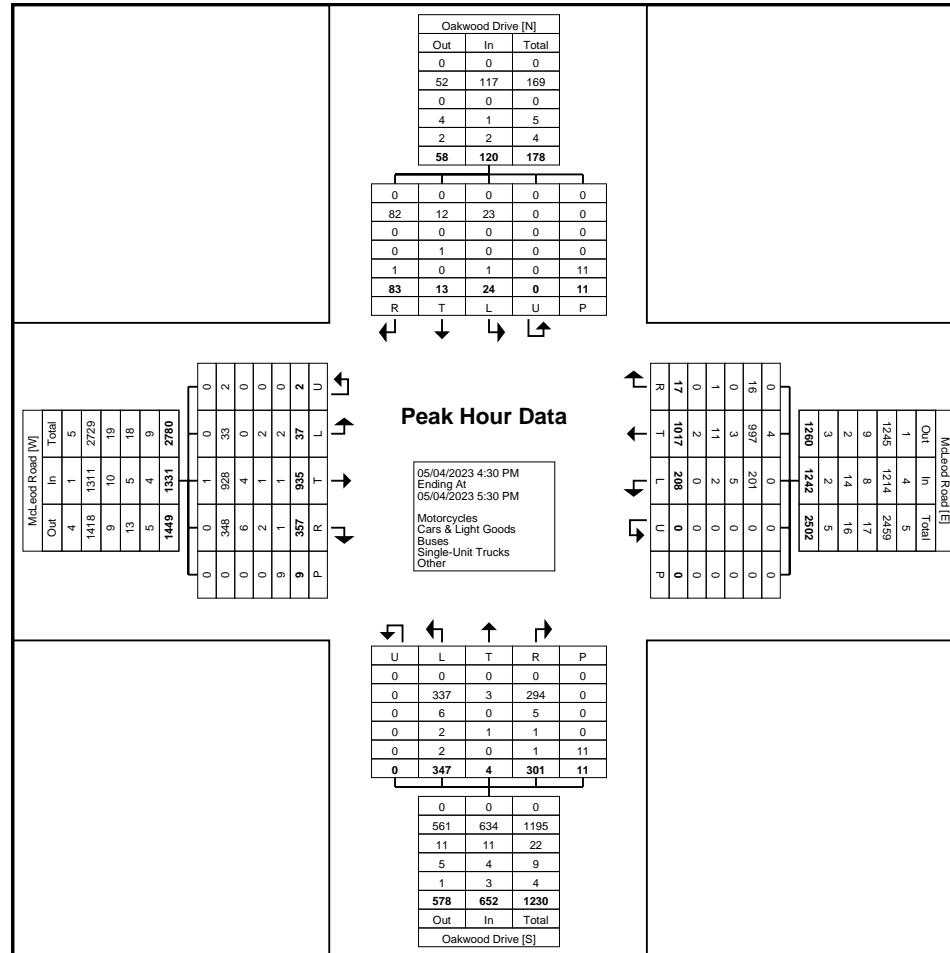 Oakwood Drive [N]
Out In Total
0 0 0
52 117 169
0 0 0
4 1 5
2 2 4
58 120 178
0 0 0 0 0
82 12 23 0 0
0 0 0 0 0
0 1 0 0 0
1 0 1 0 11
83 13 24 0 11
R T L U P
McLeod Road [W]
Out In Total
4 1 5
1418 1311 2729
9 10 19
13 5 18
5 4 9
1449 1331 2780
0 0 1 0 0
0 348 928 33 2
0 6 4 0 0
0 2 1 2 0
9 1 1 2 0
9 357 935 37 2
P R T L U
Peak Hour Data
05/04/2023 4:30 PM
Ending At
05/04/2023 5:30 PM
Motorcycles
Cars & Light Goods
Buses
Single-Unit Trucks
Other
McLeod Road [E]
Out In Total
1 4 5
1245 1214 2459
9 8 17
2 14 16
3 2 5
1260 1242 2502
0 4 0 0 0
16 997 201 0 0
0 3 5 0 0
1 11 2 0 0
0 2 0 0 0
17 1017 208 0 0
R T L U P
U L T R P
0 0 0 0 0
0 337 3 294 0
0 6 0 5 0
0 2 1 1 0
0 2 0 1 11
0 347 4 301 11
0 0 0
561 634 1195
11 11 22
5 4 9
1 3 4
578 652 1230
Out In Total
Oakwood Drive [S]